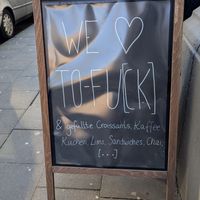 WE ♡
TO-FU[CK]
& gefüllte Croissants, Kaffee
Kuchen, Limo, Sandwiches, Chai,
[...]